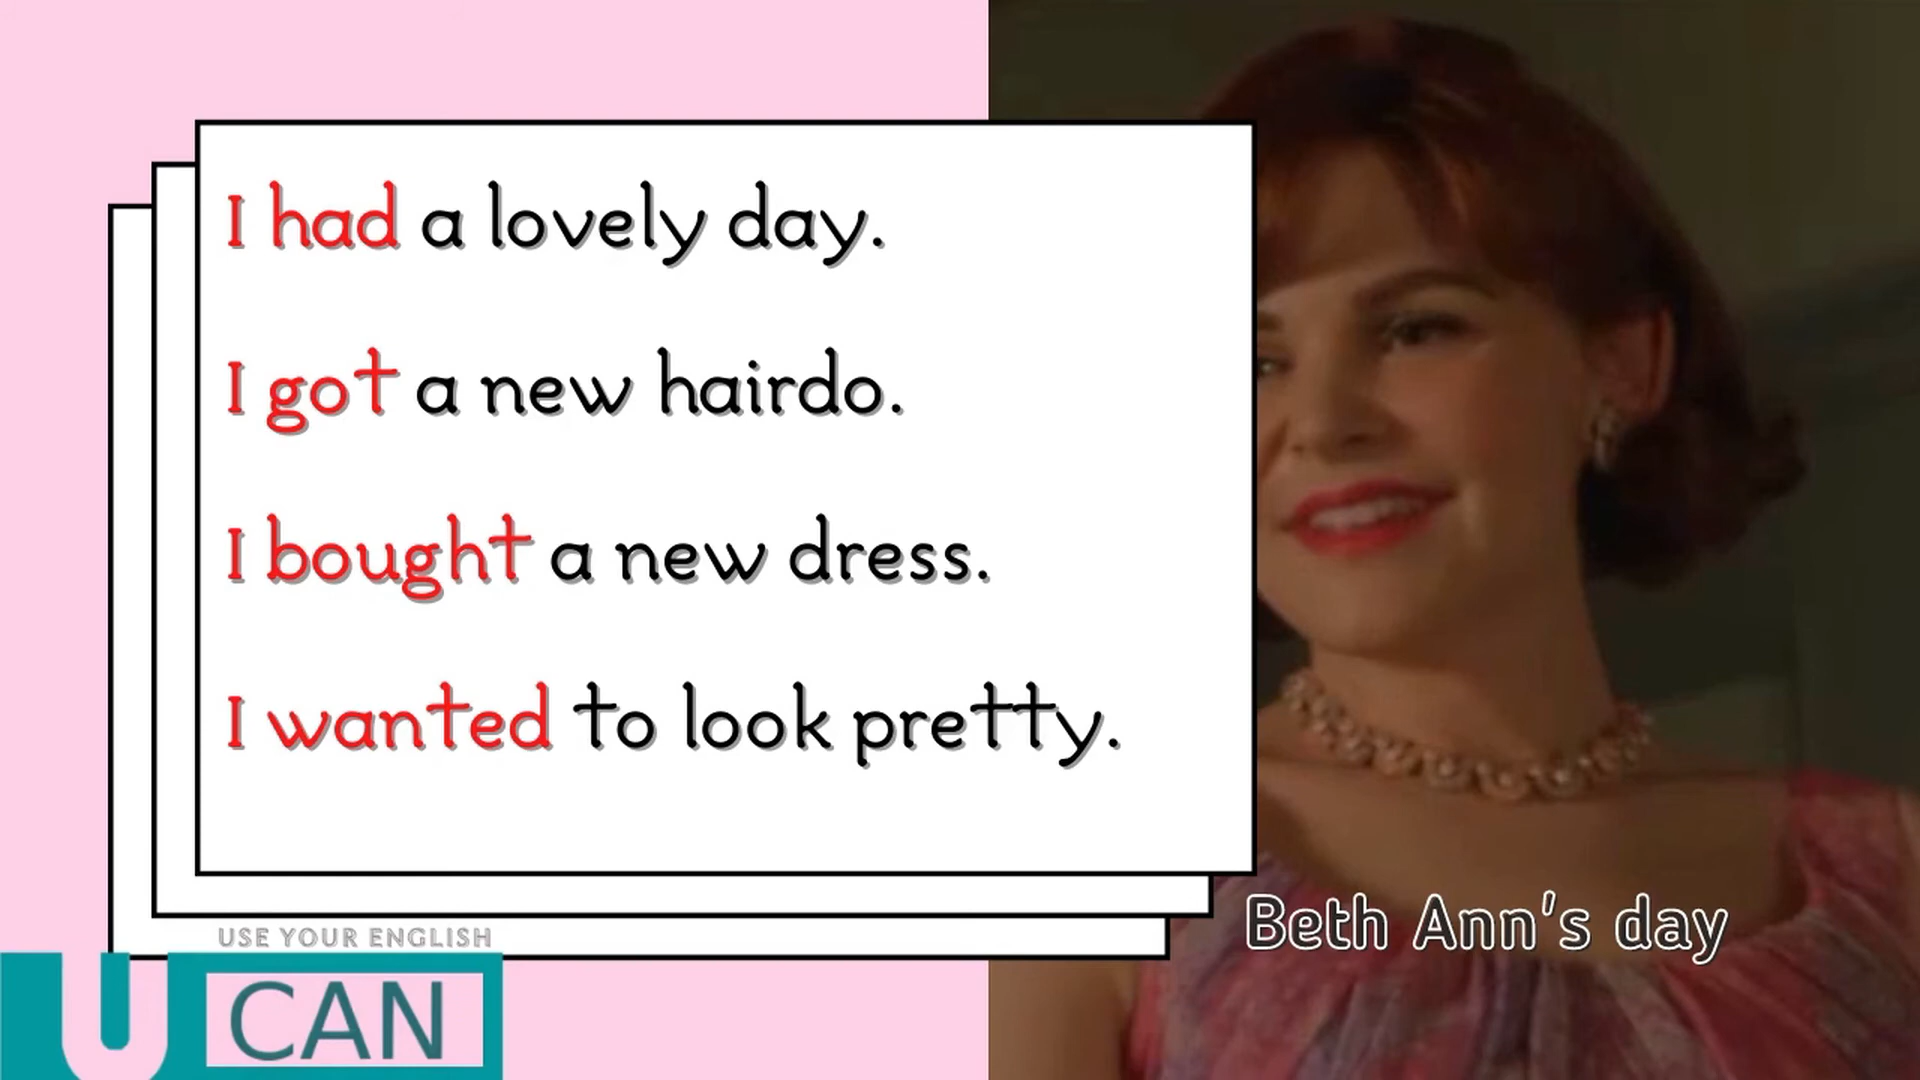 I had a lovely day.
I got a new hairdo.
I bought a new dress.
I wanted to look pretty.
Beth Ann's day
USE YOUR ENGLISH
U CAN